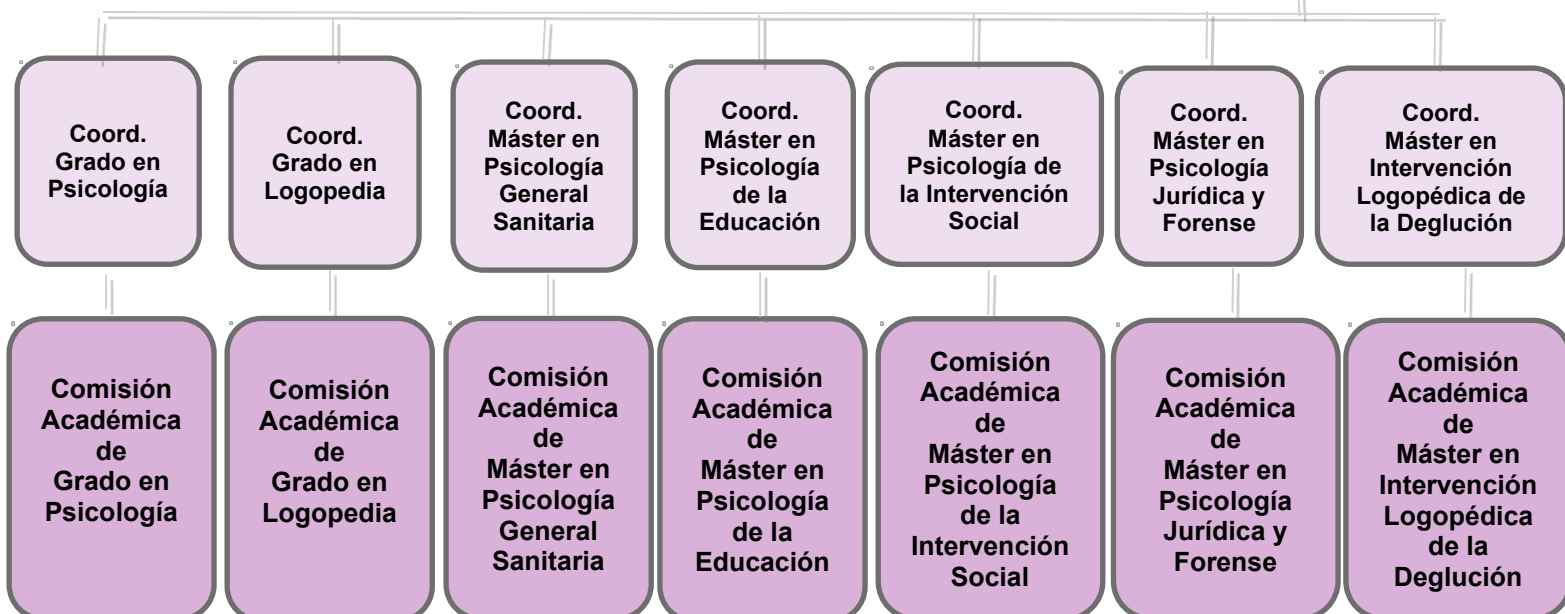 Coord.
Grado en
Psicología
Coord.
Grado en
Logopedia
Coord.
Máster en
Psicología
General
Sanitaria
Coord.
Máster en
Psicología
de la
Educación
Coord.
Máster en
Psicología de
la Intervención
Social
Coord.
Máster en
Psicología
Jurídica y
Forense
Coord.
Máster en
Intervención
Logopédica de
la Deglución
Comisión
Académica
de
Grado en
Psicología
Comisión
Académica
de
Grado en
Logopedia
Comisión
Académica
de
Máster en
Psicología
General
Sanitaria
Comisión
Académica
de
Máster en
Psicología
de la
Educación
Comisión
Académica
de
Máster en
Psicología
de la
Intervención
Social
Comisión
Académica
de
Máster en
Psicología
Jurídica y
Forense
Comisión
Académica
de
Máster en
Intervención
Logopédica
de la
Deglución